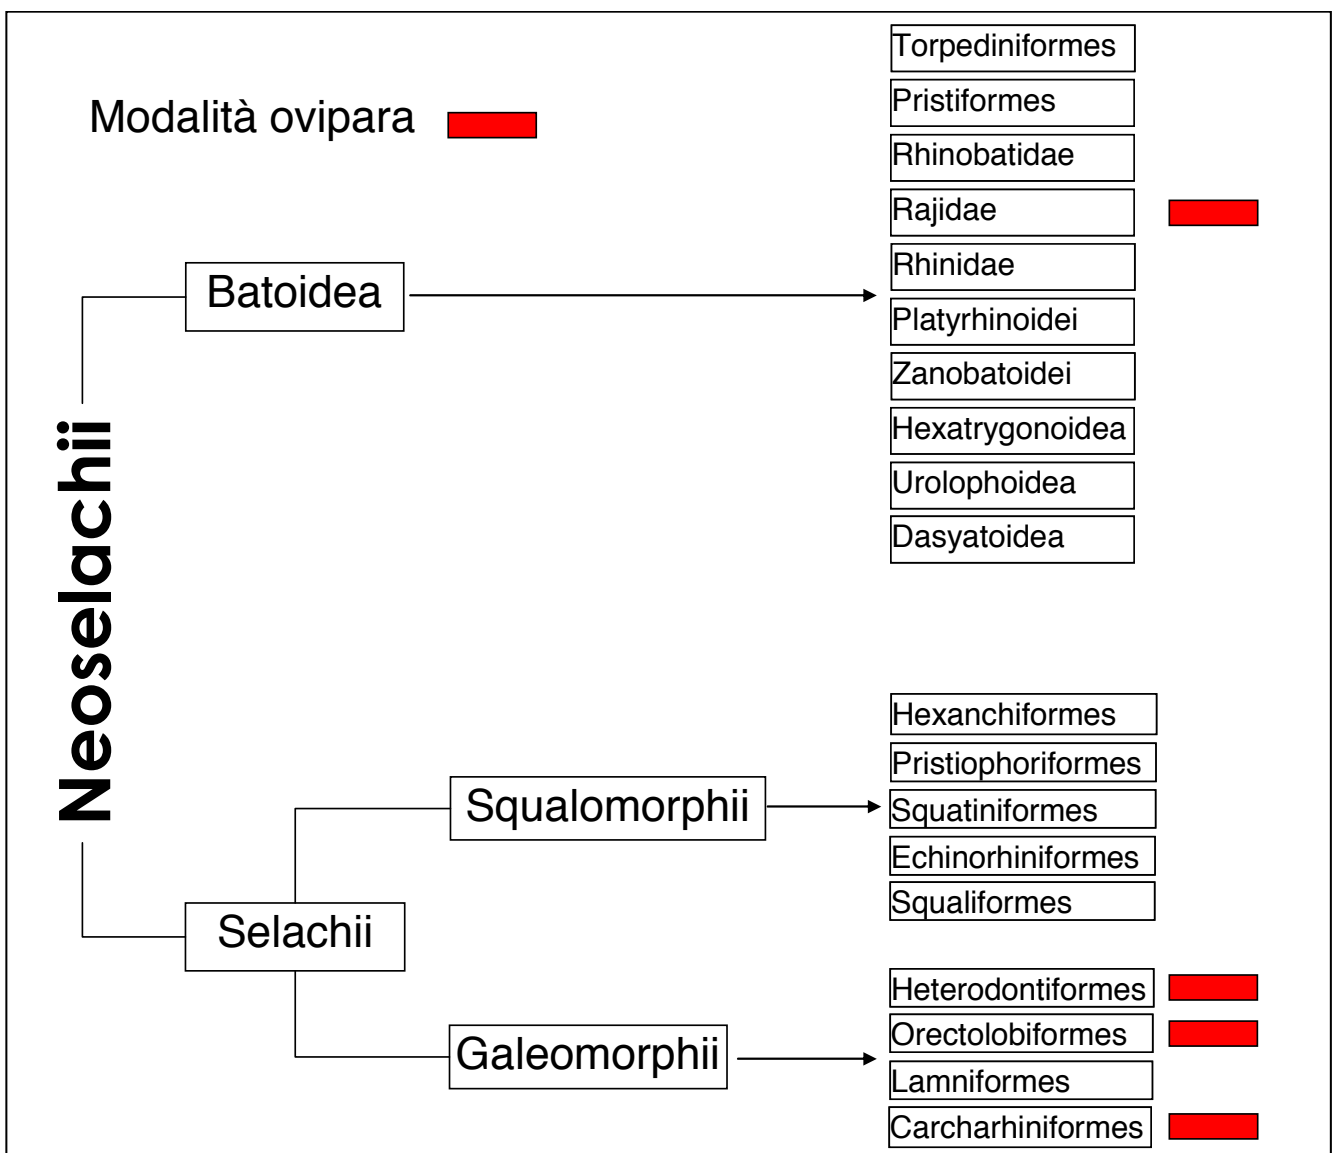 Modalità ovipara
Neoselachii
Batoidea
Torpediniformes
Pristiformes
Rhinobatidae
Rajidae
Rhinidae
Platyrhinoidei
Zanobatoidei
Hexatrygonoidea
Urolophoidea
Dasyatoidea
Selachii
Squalomorphii
Hexanchiformes
Pristiophoriformes
Squatiniformes
Echinorhiniformes
Squaliformes
Galeomorphii
Heterodontiformes
Orectolobiformes
Lamniformes
Carcharhiniformes